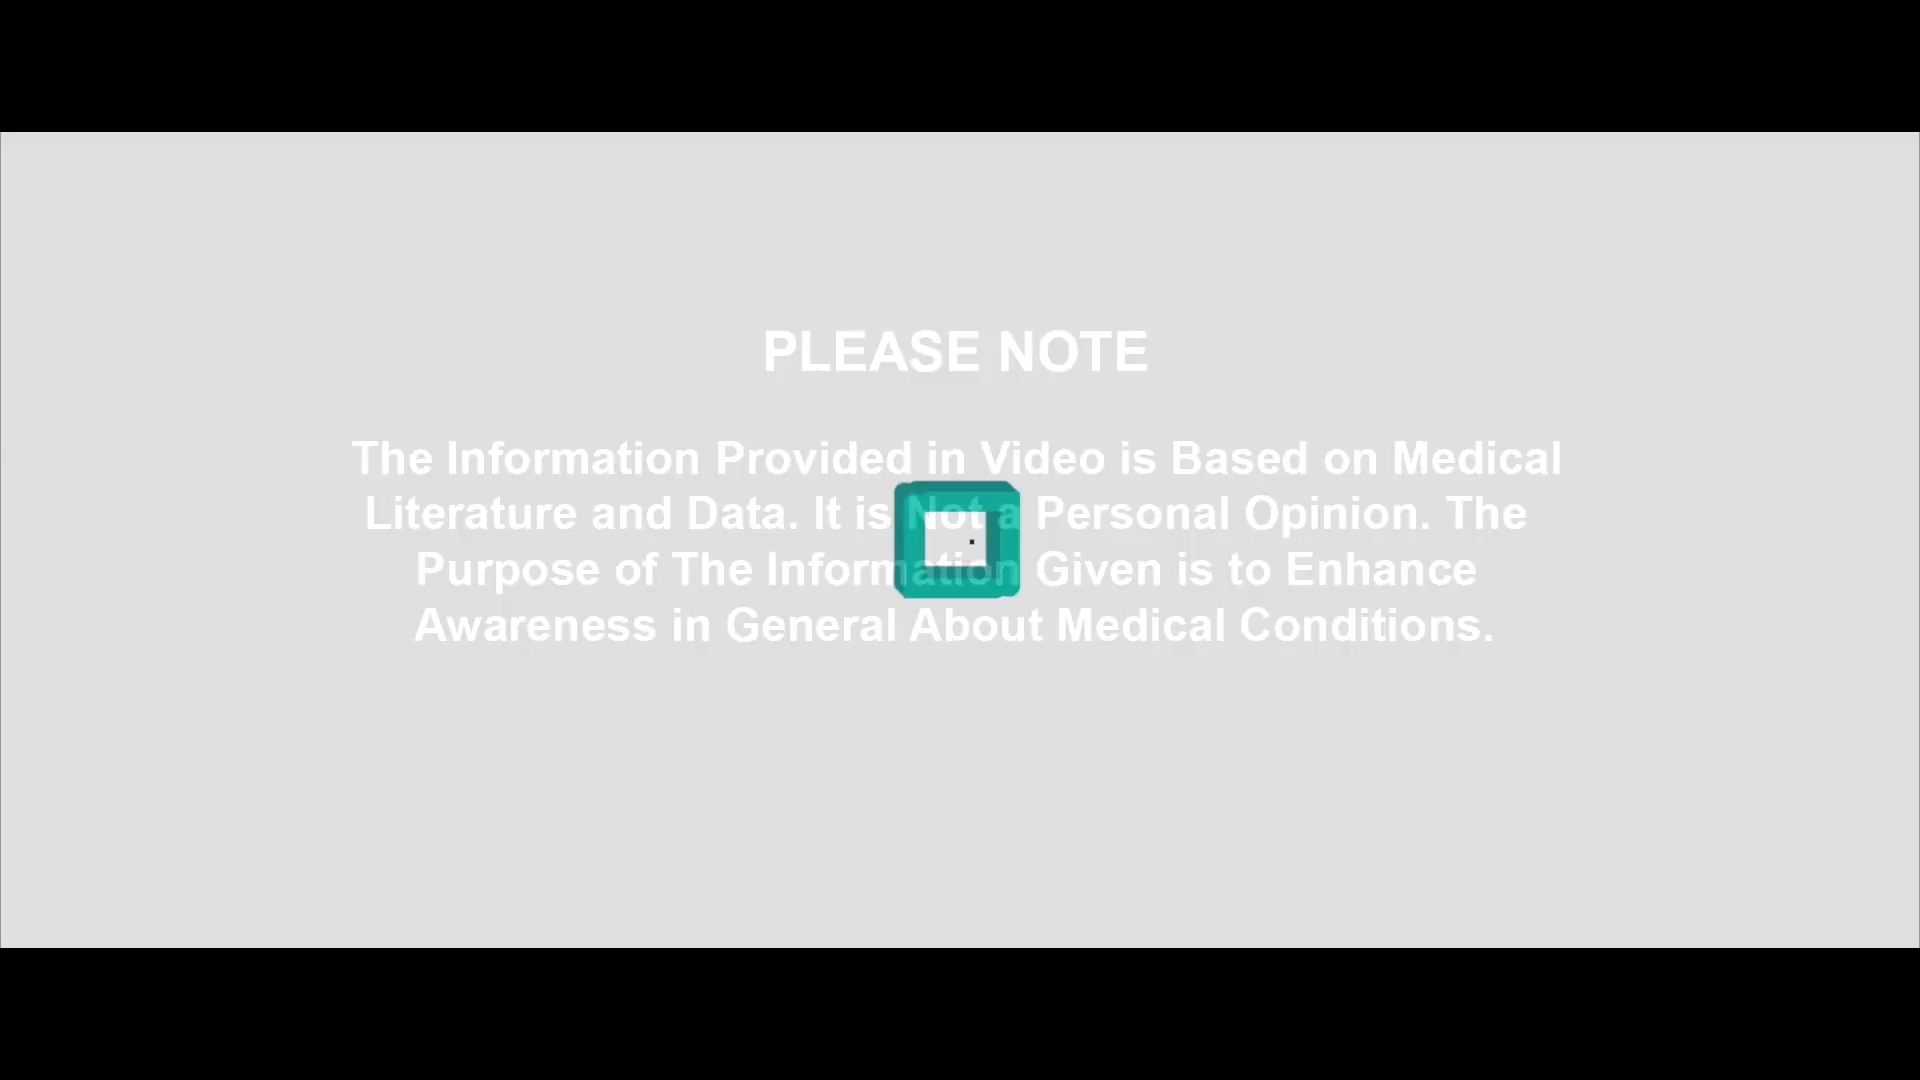 PLEASE NOTE
The Information Provided in Video is Based on Medical
Literature and Data. It is Not a Personal Opinion. The
Purpose of The Information Given is to Enhance
Awareness in General About Medical Conditions.